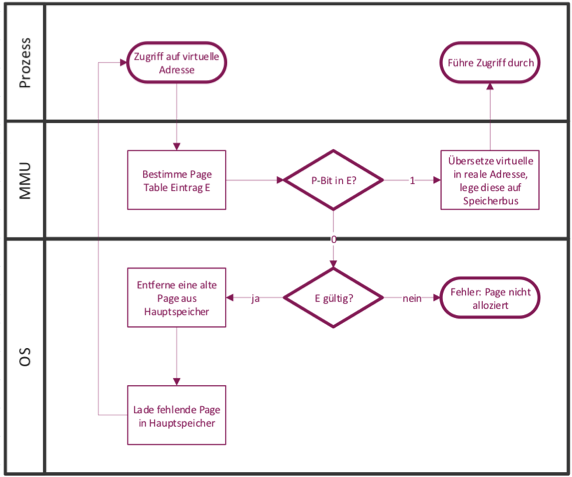 Prozess
Zugriff auf virtuelle
Adresse
Führe Zugriff durch
MMU
Bestimme Page
Table Eintrag E
P-Bit in E?
1
Übersetze virtuelle
in reale Adresse,
lege diese auf
Speicherbus
0
OS
Entferne eine alte
Page aus
Hauptspeicher
ja
E gültig?
nein
Fehler: Page nicht
alloziert
Lade fehlende Page
in Hauptspeicher